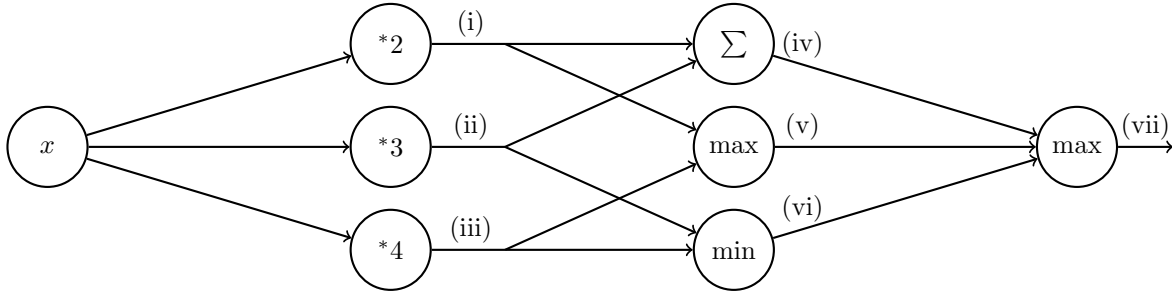 *2 (i) ∑ (iv)
x *3 (ii) max (v) max (vii)
*4 (iii) min (vi)